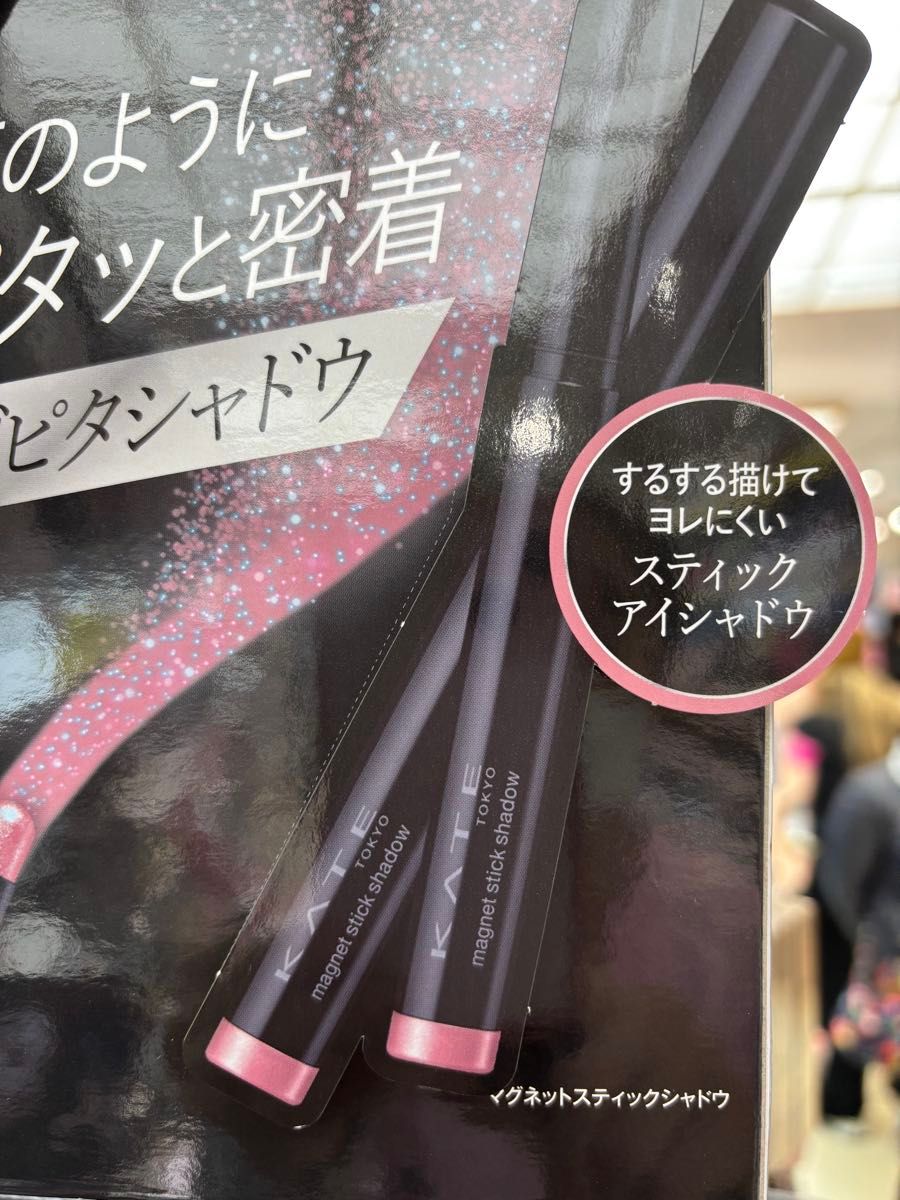 のように
タッと密着
ピタシャドウ
するする描けて
ヨレにくい
スティック
アイシャドウ
KATE
TOKYO
magnet stick shadow
KATE
TOKYO
magnet stick shadow
マグネットスティックシャドウ